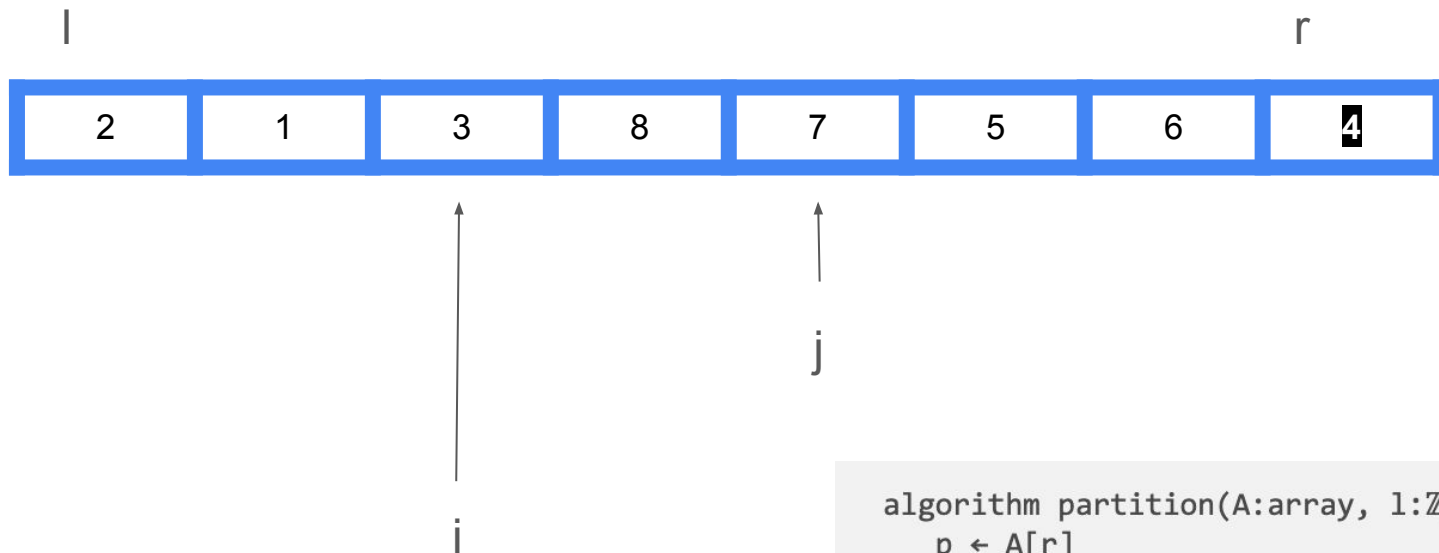 l r
2 1 3 8 7 5 6 4
j
i
algorithm partition(A:array, l:ℤ
p ← A[r]